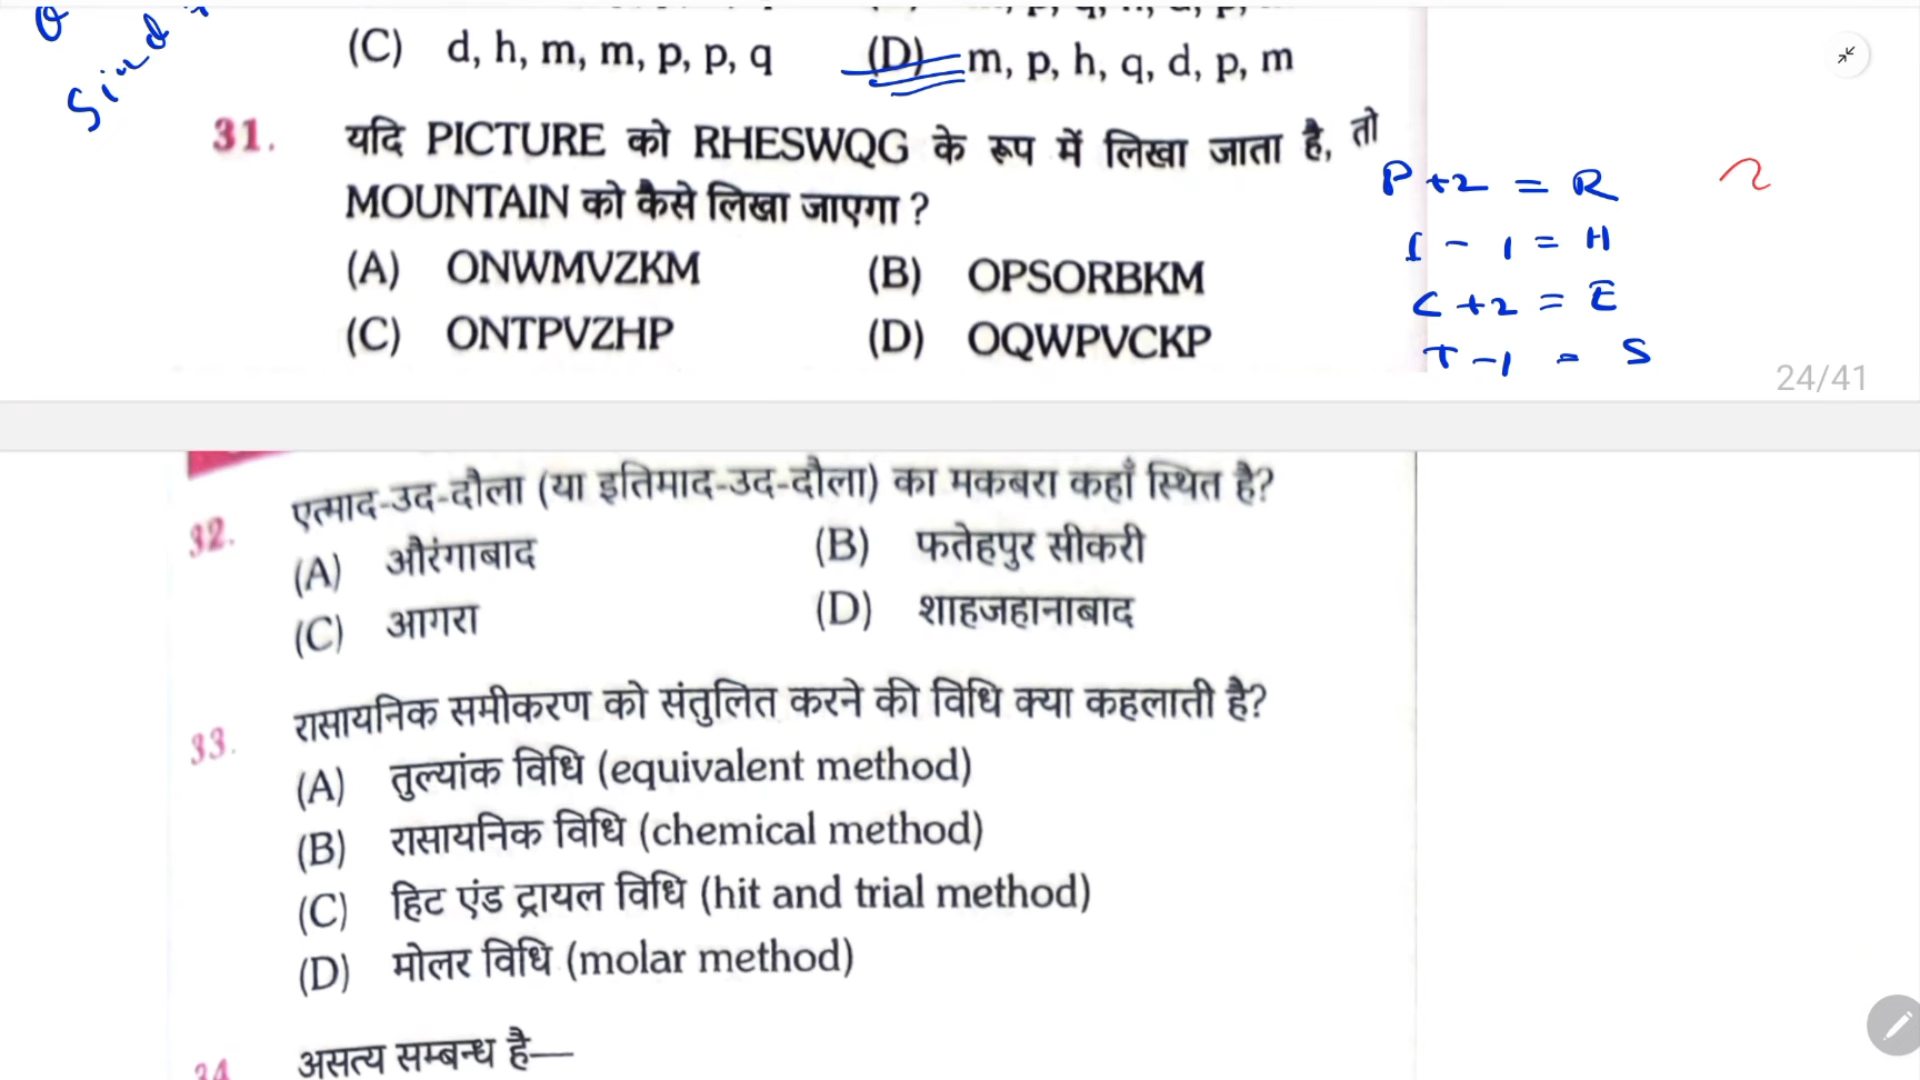 θ
Sind
(C) d, h, m, m, p, p, q (D) m, p, h, q, d, p, m
31. यदि PICTURE को RHESWQG के रूप में लिखा जाता है, तो
MOUNTAIN को कैसे लिखा जाएगा ?
(A) ONWMVZKM (B) OPSORBKM
(C) ONTPVZHP (D) OQWPVCKP
P + 2 = R
I - 1 = H
C + 2 = E
T - 1 = S
24/41
32. एत्माद-उद-दौला (या इतिमाद-उद-दौला) का मकबरा कहाँ स्थित है?
(A) औरंगाबाद (B) फतेहपुर सीकरी
(C) आगरा (D) शाहजहानाबाद
33. रासायनिक समीकरण को संतुलित करने की विधि क्या कहलाती है?
(A) तुल्यांक विधि (equivalent method)
(B) रासायनिक विधि (chemical method)
(C) हिट एंड ट्रायल विधि (hit and trial method)
(D) मोलर विधि (molar method)
34 असत्य सम्बन्ध है—